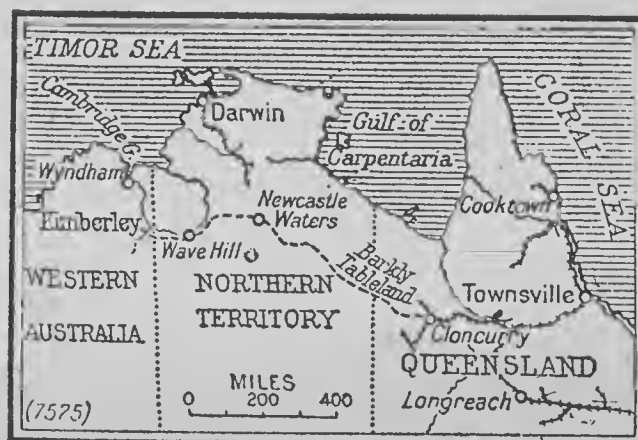 TIMOR SEA
CORAL SEA
Cambridge G.
Darwin
Gulf of
Carpentaria
Wyndham
Newcastle
Waters
Cooktown
Kimberley
Wave Hill
Barkly
Tableland
WESTERN
AUSTRALIA
NORTHERN
TERRITORY
Townsville
Cloncurry
QUEENSLAND
MILES
0 200 400
Longreach
(7575)